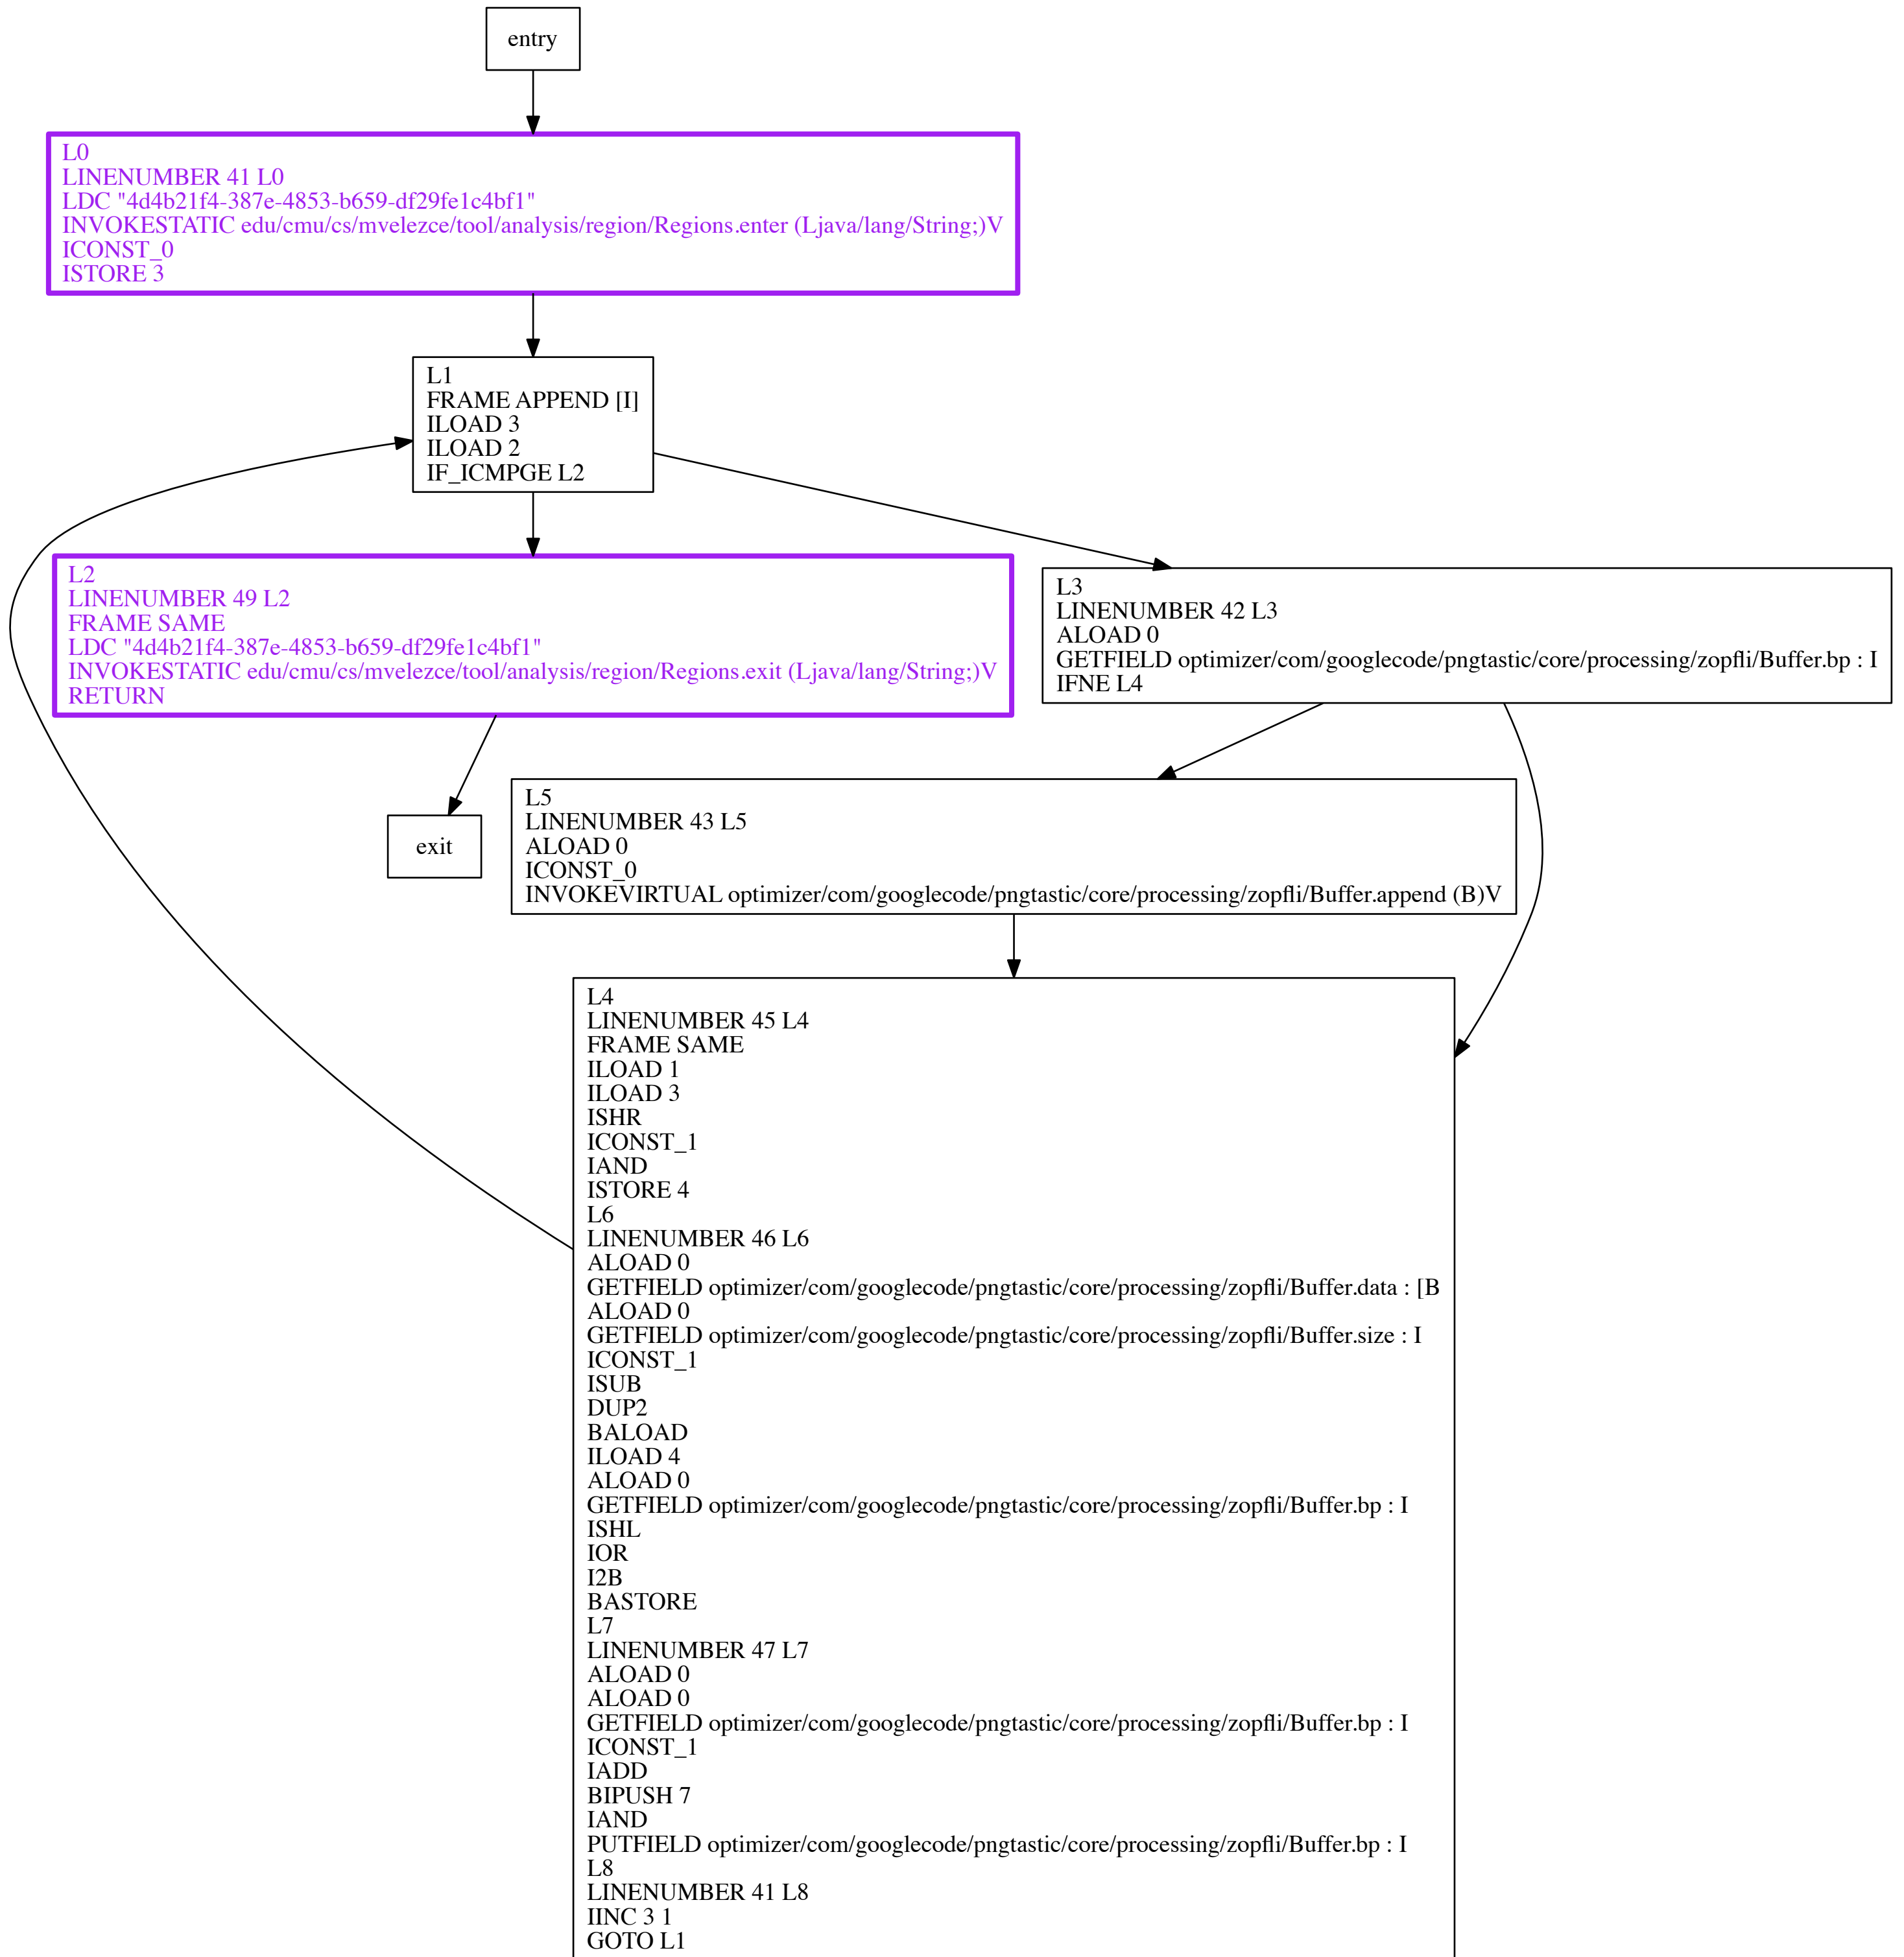 entry
L0
LINENUMBER 41 L0
LDC "4d4b21f4-387e-4853-b659-df29fe1c4bf1"
INVOKESTATIC edu/cmu/cs/mvelezce/tool/analysis/region/Regions.enter (Ljava/lang/String;)V
ICONST_0
ISTORE 3
L1
FRAME APPEND [I]
ILOAD 3
ILOAD 2
IF_ICMPGE L2
L2
LINENUMBER 49 L2
FRAME SAME
LDC "4d4b21f4-387e-4853-b659-df29fe1c4bf1"
INVOKESTATIC edu/cmu/cs/mvelezce/tool/analysis/region/Regions.exit (Ljava/lang/String;)V
RETURN
L3
LINENUMBER 42 L3
ALOAD 0
GETFIELD optimizer/com/googlecode/pngtastic/core/processing/zopfli/Buffer.bp : I
IFNE L4
exit
L5
LINENUMBER 43 L5
ALOAD 0
ICONST_0
INVOKEVIRTUAL optimizer/com/googlecode/pngtastic/core/processing/zopfli/Buffer.append (B)V
L4
LINENUMBER 45 L4
FRAME SAME
ILOAD 1
ILOAD 3
ISHR
ICONST_1
IAND
ISTORE 4
L6
LINENUMBER 46 L6
ALOAD 0
GETFIELD optimizer/com/googlecode/pngtastic/core/processing/zopfli/Buffer.data : [B
ALOAD 0
GETFIELD optimizer/com/googlecode/pngtastic/core/processing/zopfli/Buffer.size : I
ICONST_1
ISUB
DUP2
BALOAD
ILOAD 4
ALOAD 0
GETFIELD optimizer/com/googlecode/pngtastic/core/processing/zopfli/Buffer.bp : I
ISHL
IOR
I2B
BASTORE
L7
LINENUMBER 47 L7
ALOAD 0
ALOAD 0
GETFIELD optimizer/com/googlecode/pngtastic/core/processing/zopfli/Buffer.bp : I
ICONST_1
IADD
BIPUSH 7
IAND
PUTFIELD optimizer/com/googlecode/pngtastic/core/processing/zopfli/Buffer.bp : I
L8
LINENUMBER 41 L8
IINC 3 1
GOTO L1